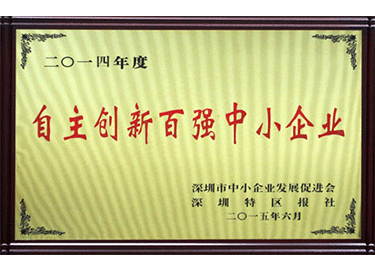 二〇一四年度
自主创新百强中小企业
深圳市中小企业发展促进会
深圳特区报社
二〇一五年六月